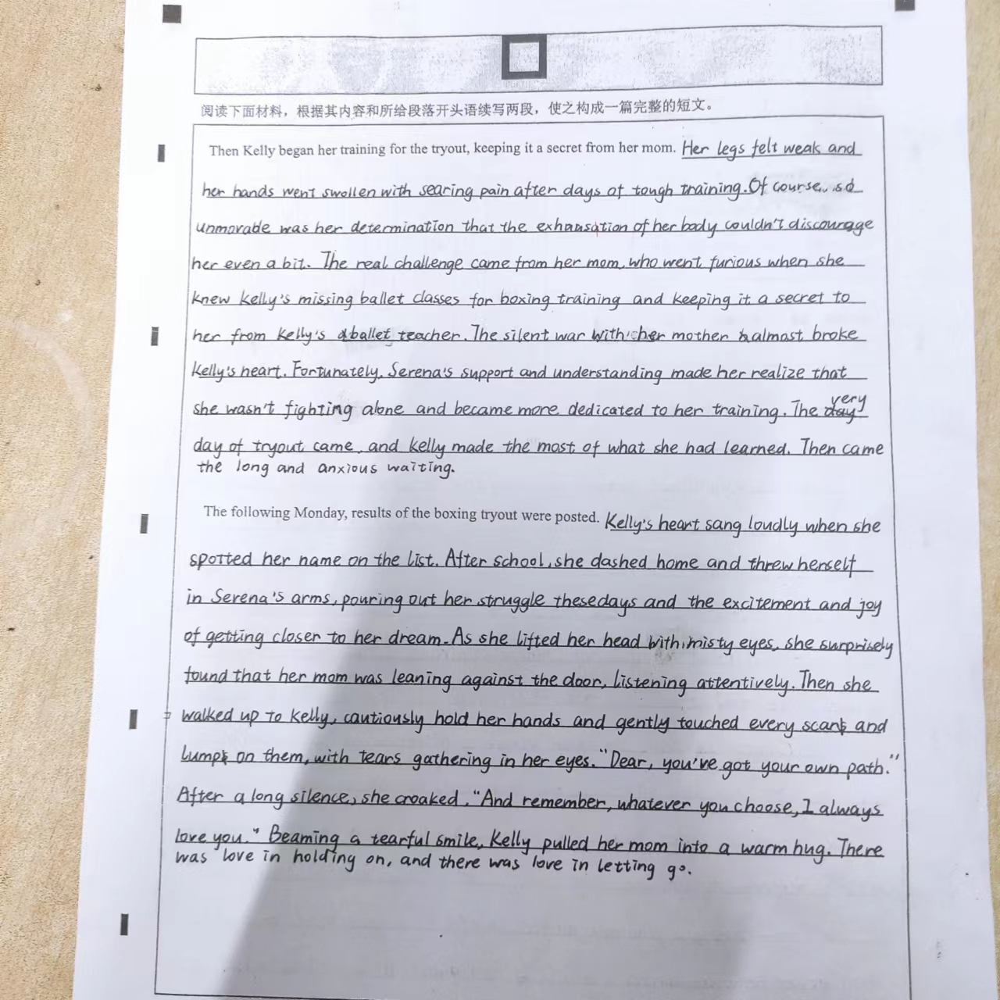 阅读下面材料，根据其内容和所给段落开头语续写两段，使之构成一篇完整的短文。
Then Kelly began her training for the tryout, keeping it a secret from her mom. Her legs felt weak and
her hands went swollen with searing pain after days of tough training. Of course, so
unmovable was her determination that the exhausation of her body couldn't discourage
her even a bit. The real challenge came from her mom, who went furious when she
knew Kelly's missing ballet classes for boxing training and keeping it a secret to
her from Kelly's ballet teacher. The silent war with her mother almost broke
Kelly's heart. Fortunately, Serena's support and understanding made her realize that
she wasn't fighting alone and became more dedicated to her training. The very
day of tryout came, and Kelly made the most of what she had learned. Then came
the long and anxious waiting.
The following Monday, results of the boxing tryout were posted. Kelly's heart sang loudly when she
spotted her name on the list. After school, she dashed home and threw herself
in Serena's arms, pouring out her struggle these days and the excitement and joy
of getting closer to her dream. As she lifted her head with misty eyes, she surprisely
found that her mom was leaning against the door, listening attentively. Then she
walked up to Kelly, cautiously hold her hands and gently touched every scar and
lump on them, with tears gathering in her eyes. "Dear, you've got your own path."
After a long silence, she croaked, "And remember, whatever you choose, I always
love you." Beaming a tearful smile, Kelly pulled her mom into a warm hug. There
was love in holding on, and there was love in letting go.